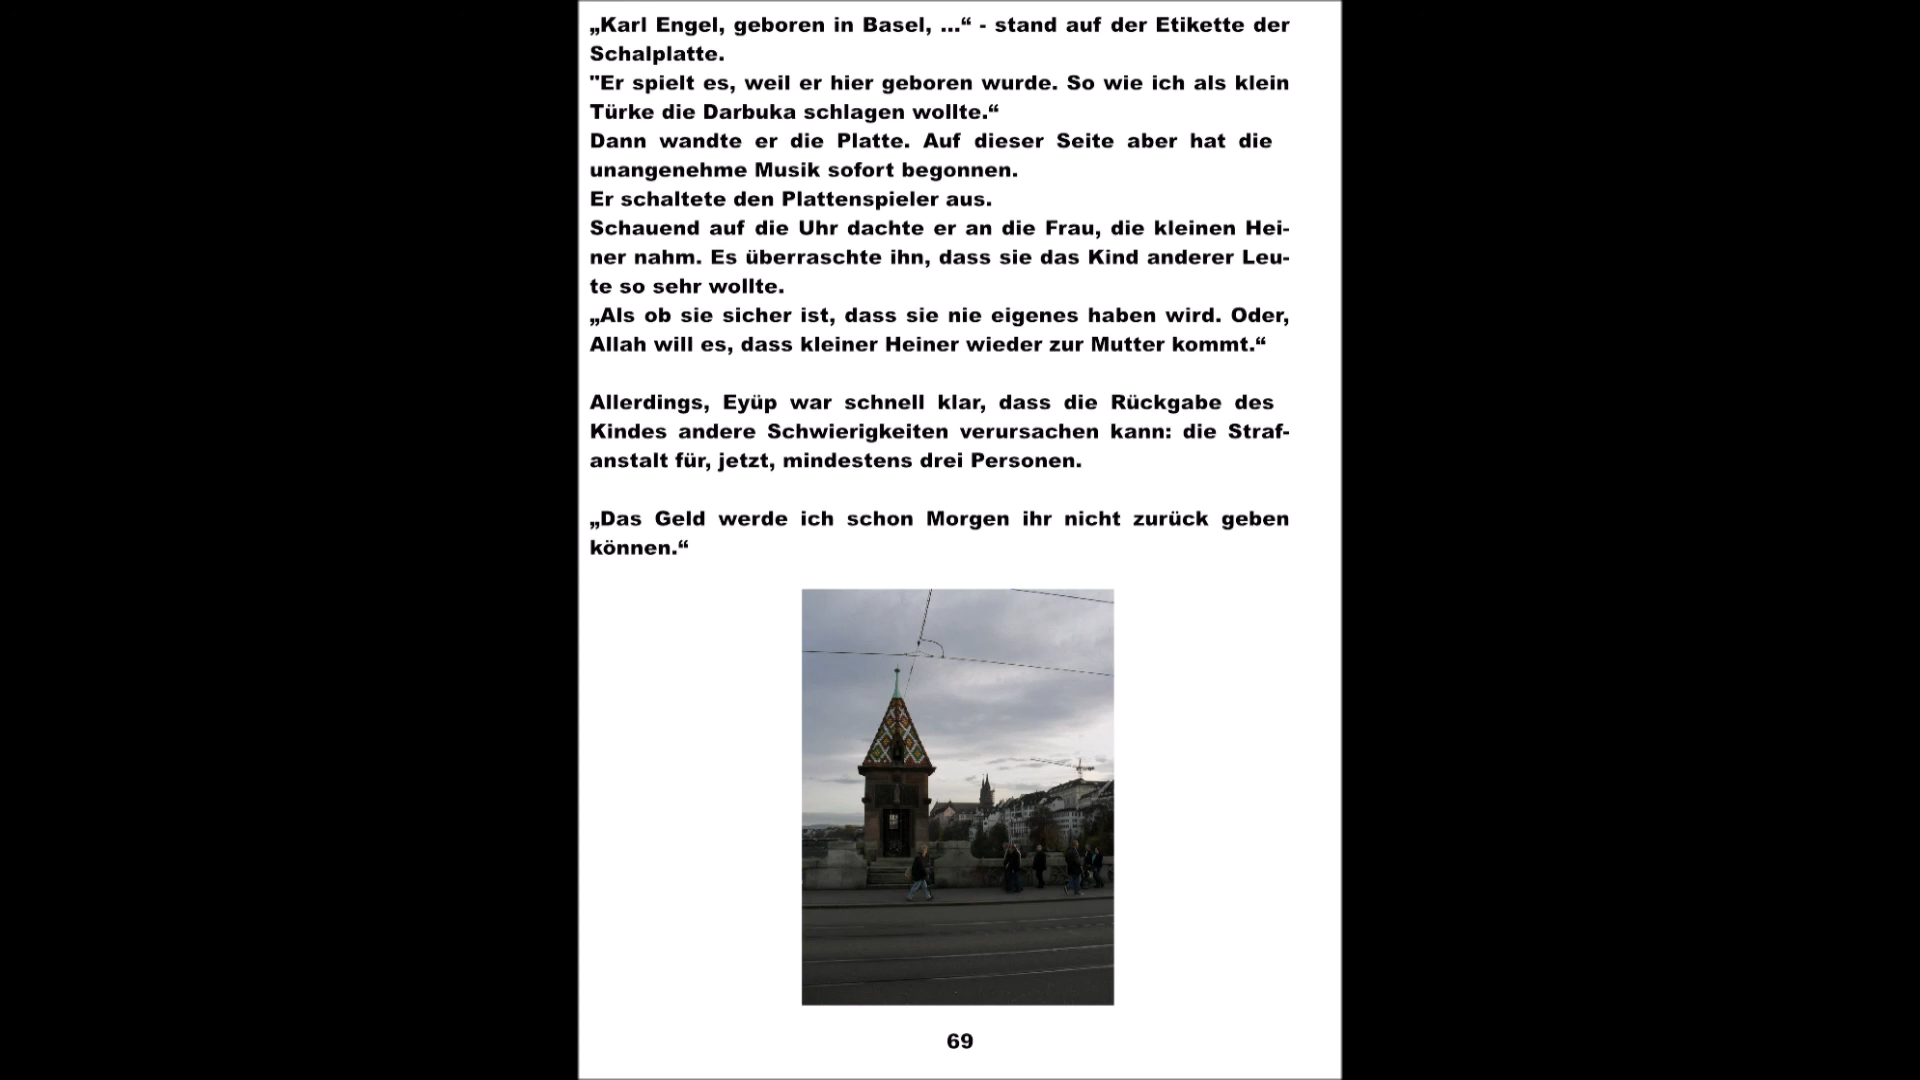 „Karl Engel, geboren in Basel, ...“ - stand auf der Etikette der
Schalplatte.
"Er spielt es, weil er hier geboren wurde. So wie ich als klein
Türke die Darbuka schlagen wollte.“
Dann wandte er die Platte. Auf dieser Seite aber hat die
unangenehme Musik sofort begonnen.
Er schaltete den Plattenspieler aus.
Schauend auf die Uhr dachte er an die Frau, die kleinen Hei-
ner nahm. Es überraschte ihn, dass sie das Kind anderer Leu-
te so sehr wollte.
„Als ob sie sicher ist, dass sie nie eigenes haben wird. Oder,
Allah will es, dass kleiner Heiner wieder zur Mutter kommt.“
Allerdings, Eyüp war schnell klar, dass die Rückgabe des
Kindes andere Schwierigkeiten verursachen kann: die Straf-
anstalt für, jetzt, mindestens drei Personen.
„Das Geld werde ich schon Morgen ihr nicht zurück geben
können.“
69